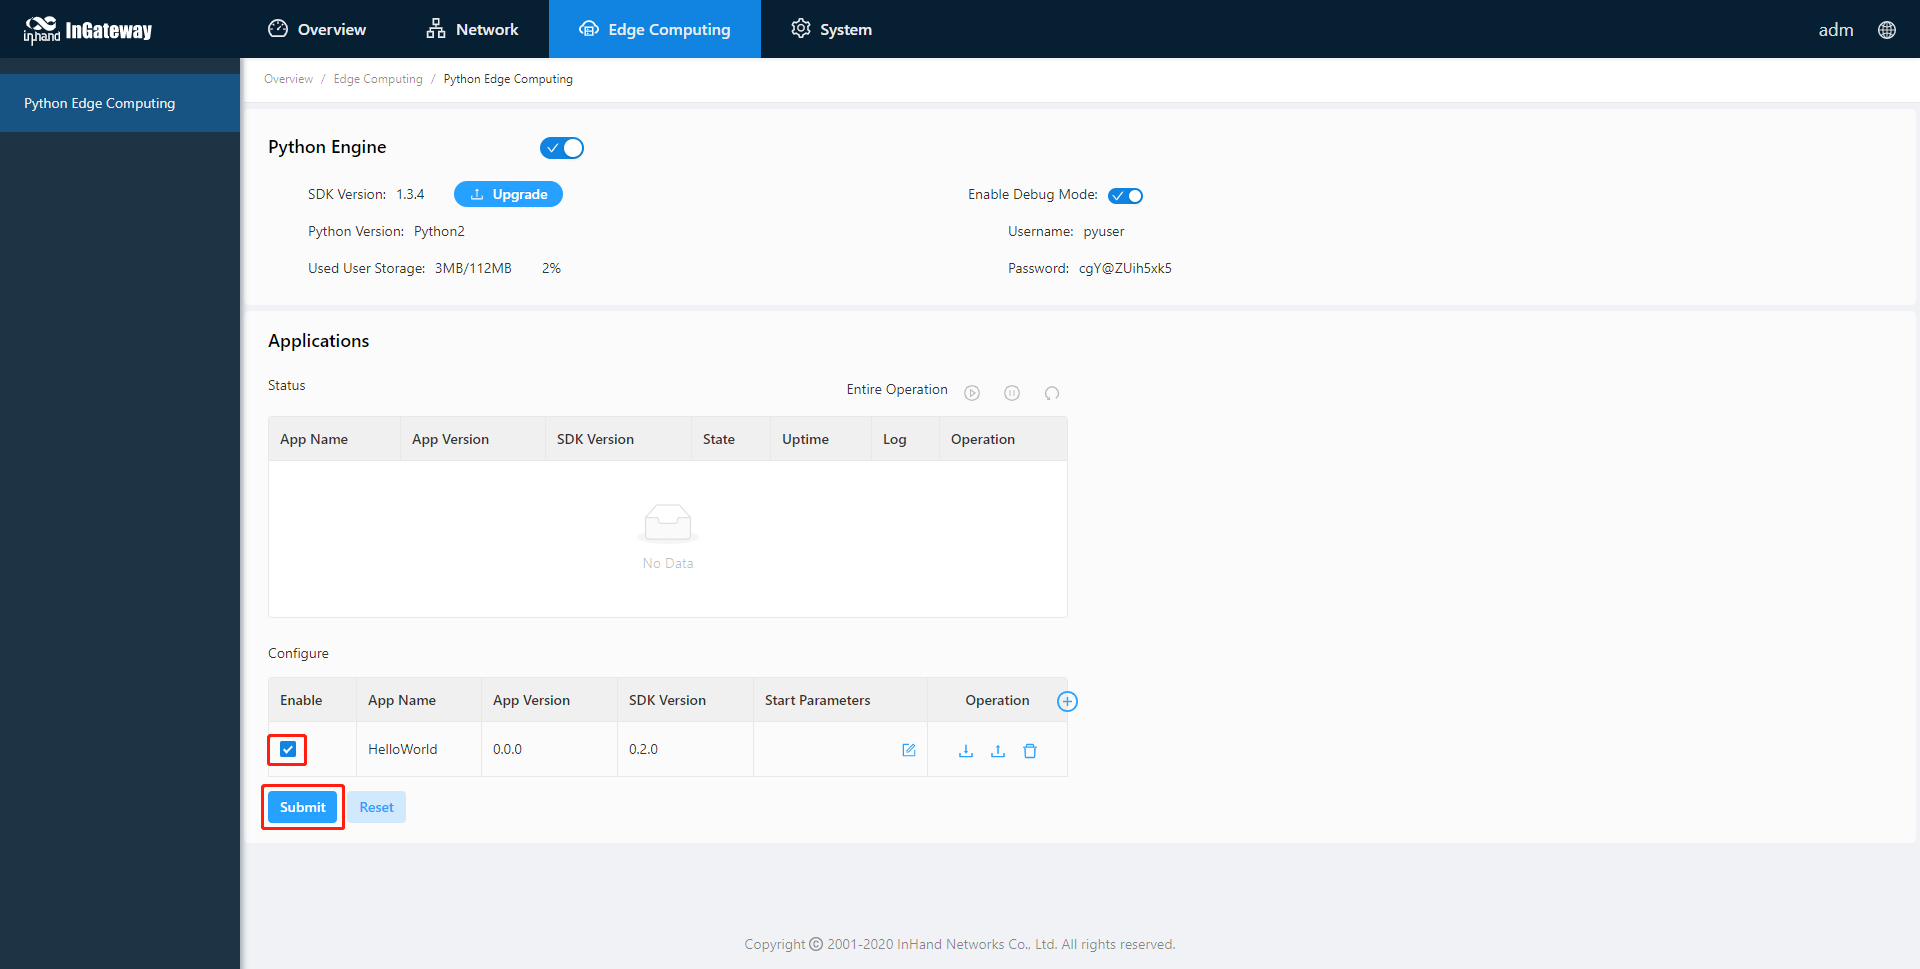 inhand InGateway
Overview
Network
Edge Computing
System
adm
Python Edge Computing
Overview / Edge Computing / Python Edge Computing
Python Engine
SDK Version: 1.3.4
Upgrade
Python Version: Python2
Used User Storage: 3MB/112MB 2%
Enable Debug Mode:
Username: pyuser
Password: cgY@ZUih5xk5
Applications
Status
Entire Operation
App Name App Version SDK Version State Uptime Log Operation
No Data
Configure
Enable App Name App Version SDK Version Start Parameters Operation
HelloWorld 0.0.0 0.2.0
Submit Reset
Copyright © 2001-2020 InHand Networks Co., Ltd. All rights reserved.